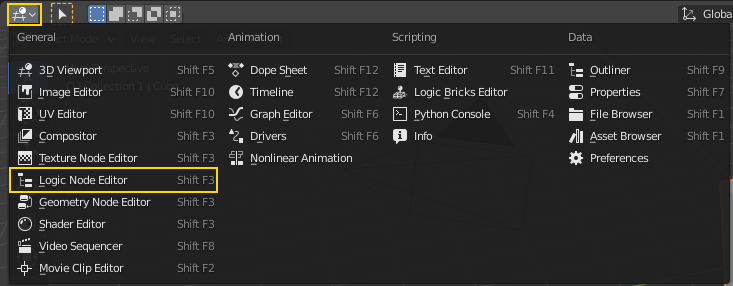 Globa
General
Animation
Scripting
Data
3D Viewport Shift F5
Image Editor Shift F10
UV Editor Shift F10
Compositor Shift F3
Texture Node Editor Shift F3
Logic Node Editor Shift F3
Geometry Node Editor Shift F3
Shader Editor Shift F3
Video Sequencer Shift F8
Movie Clip Editor Shift F2
Dope Sheet Shift F12
Timeline Shift F12
Graph Editor Shift F6
Drivers Shift F6
Nonlinear Animation
Text Editor Shift F11
Logic Bricks Editor
Python Console Shift F4
Info
Outliner Shift F9
Properties Shift F7
File Browser Shift F1
Asset Browser Shift F1
Preferences